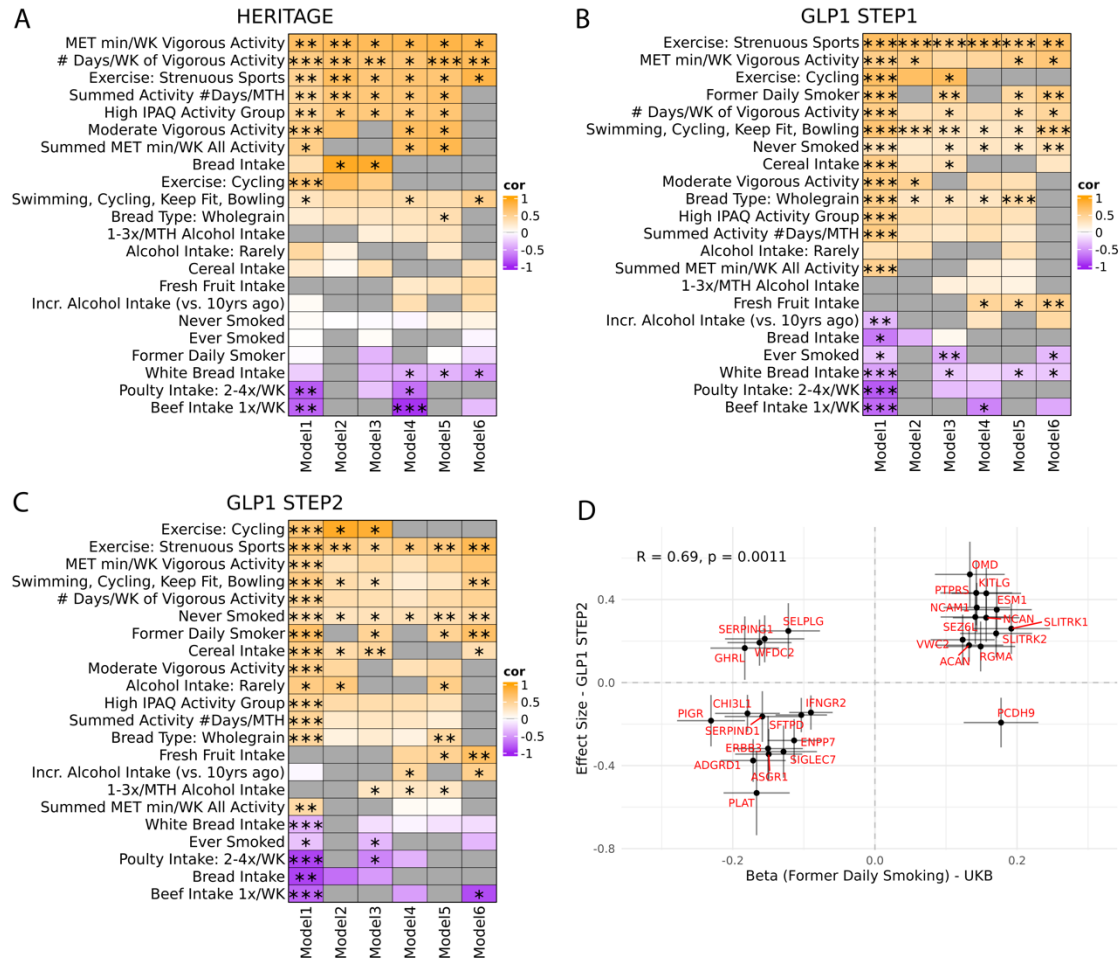 A
HERITAGE
MET min/WK Vigorous Activity
# Days/WK of Vigorous Activity
Exercise: Strenuous Sports
Summed Activity #Days/MTH
High IPAQ Activity Group
Moderate Vigorous Activity
Summed MET min/WK All Activity
Bread Intake
Exercise: Cycling
Swimming, Cycling, Keep Fit, Bowling
Bread Type: Wholegrain
1-3x/MTH Alcohol Intake
Alcohol Intake: Rarely
Cereal Intake
Fresh Fruit Intake
Incr. Alcohol Intake (vs. 10yrs ago)
Never Smoked
Ever Smoked
Former Daily Smoker
White Bread Intake
Poulty Intake: 2-4x/WK
Beef Intake 1x/WK
Model1 Model2 Model3 Model4 Model5 Model6
cor
1
0.5
0
-0.5
-1
B
GLP1 STEP1
Exercise: Strenuous Sports
MET min/WK Vigorous Activity
Exercise: Cycling
Former Daily Smoker
# Days/WK of Vigorous Activity
Swimming, Cycling, Keep Fit, Bowling
Never Smoked
Cereal Intake
Moderate Vigorous Activity
Bread Type: Wholegrain
High IPAQ Activity Group
Summed Activity #Days/MTH
Alcohol Intake: Rarely
Summed MET min/WK All Activity
1-3x/MTH Alcohol Intake
Fresh Fruit Intake
Incr. Alcohol Intake (vs. 10yrs ago)
Bread Intake
Ever Smoked
White Bread Intake
Poulty Intake: 2-4x/WK
Beef Intake 1x/WK
Model1 Model2 Model3 Model4 Model5 Model6
cor
1
0.5
0
-0.5
-1
C
GLP1 STEP2
Exercise: Cycling
Exercise: Strenuous Sports
MET min/WK Vigorous Activity
Swimming, Cycling, Keep Fit, Bowling
# Days/WK of Vigorous Activity
Never Smoked
Former Daily Smoker
Cereal Intake
Moderate Vigorous Activity
Alcohol Intake: Rarely
High IPAQ Activity Group
Summed Activity #Days/MTH
Bread Type: Wholegrain
Fresh Fruit Intake
Incr. Alcohol Intake (vs. 10yrs ago)
1-3x/MTH Alcohol Intake
Summed MET min/WK All Activity
White Bread Intake
Ever Smoked
Poulty Intake: 2-4x/WK
Bread Intake
Beef Intake 1x/WK
Model1 Model2 Model3 Model4 Model5 Model6
cor
1
0.5
0
-0.5
-1
D
R = 0.69, p = 0.0011
OMD
PTPRS KITLG
NCAM1 ESM1
NCAN
SLITRK1
SEZ6L
SLITRK2
VWC2
ACAN RGMA
SERPING1 SELPLG
WFDC2
GHRL
PCDH9
PIGR CHI3L1 IFNGR2
SERPIND1 SFTPD
ERBB3 ENPP7
ADGRD1 SIGLEC7
ASGR1
PLAT
0.4
0.0
-0.4
-0.8
Effect Size - GLP1 STEP2
-0.2 0.0 0.2
Beta (Former Daily Smoking) - UKB